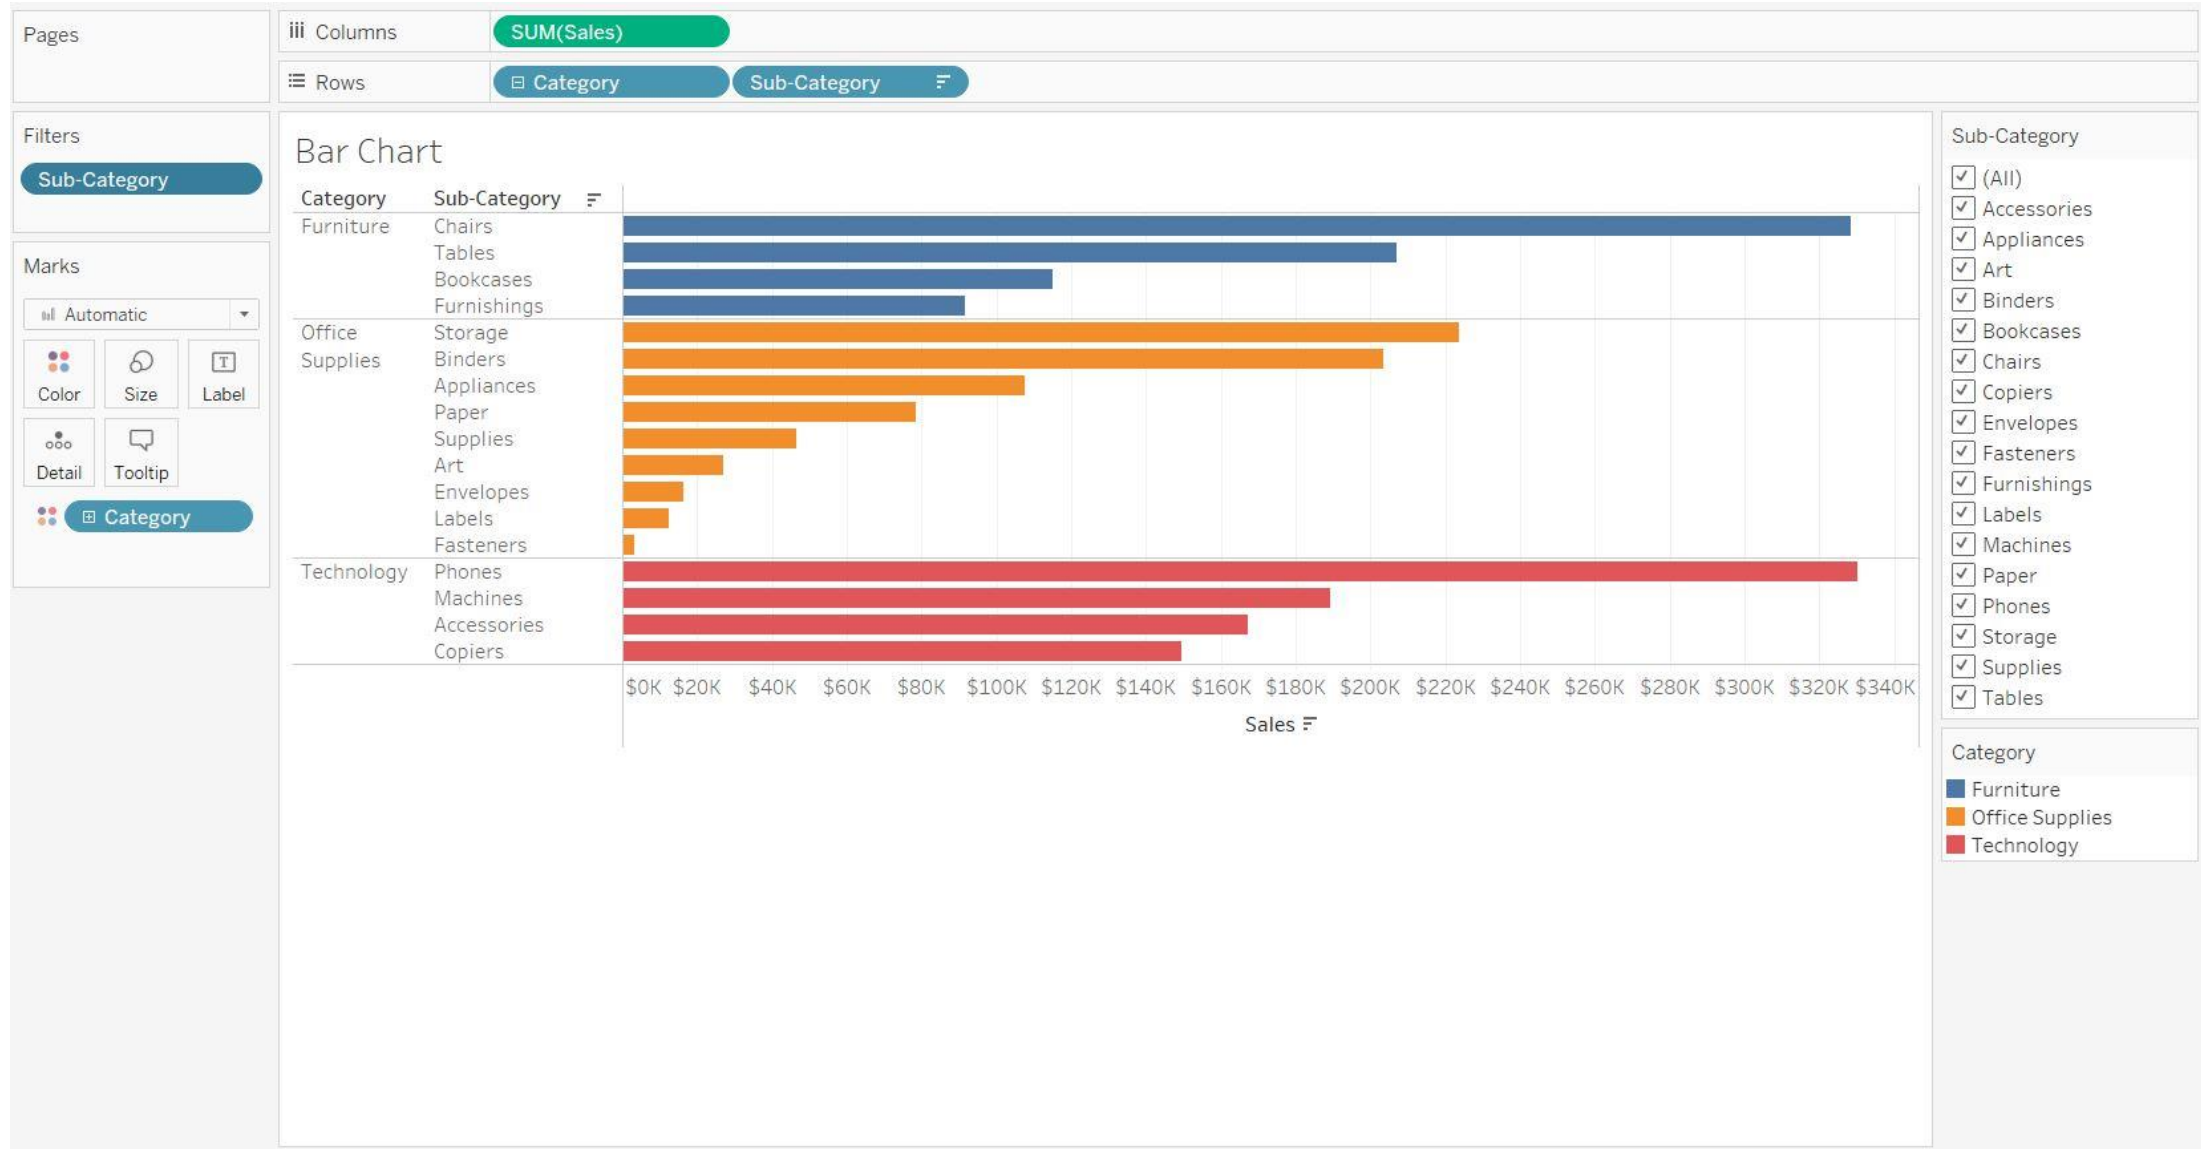 Pages
Columns
SUM(Sales)
Rows
Category
Sub-Category
Filters
Sub-Category
Marks
Automatic
Color
Size
Label
Detail
Tooltip
Category
Bar Chart
Category Sub-Category
Furniture Chairs
Tables
Bookcases
Furnishings
Office Storage
Supplies Binders
Appliances
Paper
Supplies
Art
Envelopes
Labels
Fasteners
Technology Phones
Machines
Accessories
Copiers
$0K $20K $40K $60K $80K $100K $120K $140K $160K $180K $200K $220K $240K $260K $280K $300K $320K $340K
Sales
Sub-Category
(All)
Accessories
Appliances
Art
Binders
Bookcases
Chairs
Copiers
Envelopes
Fasteners
Furnishings
Labels
Machines
Paper
Phones
Storage
Supplies
Tables
Category
Furniture
Office Supplies
Technology